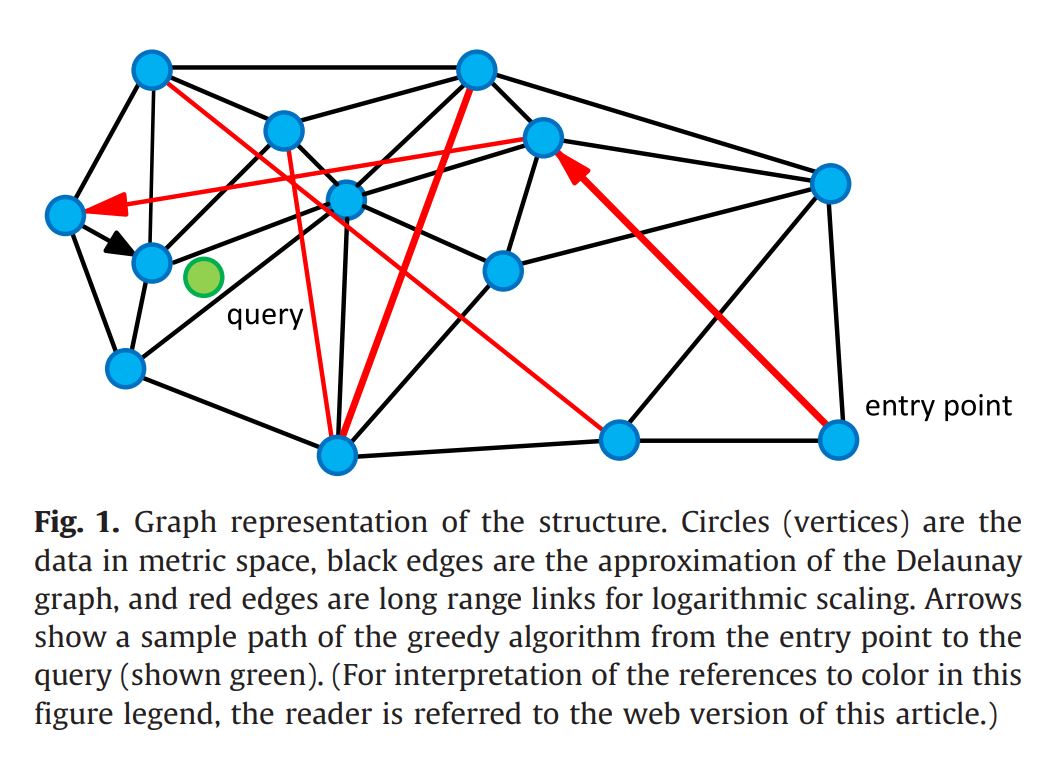 query
entry point
Fig. 1. Graph representation of the structure. Circles (vertices) are the
data in metric space, black edges are the approximation of the Delaunay
graph, and red edges are long range links for logarithmic scaling. Arrows
show a sample path of the greedy algorithm from the entry point to the
query (shown green). (For interpretation of the references to color in this
figure legend, the reader is referred to the web version of this article.)